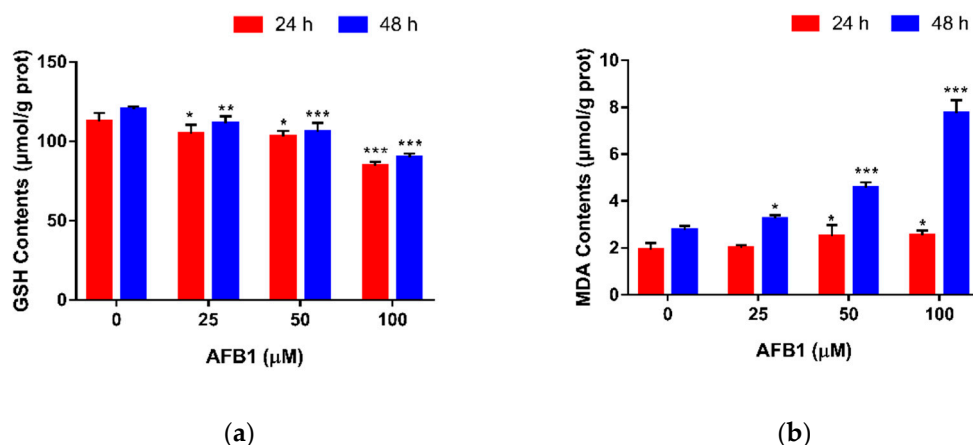 24 h 48 h
GSH Contents (μmol/g prot)
150
100
50
0
* ** * *** *** ***
0 25 50 100
AFB1 (μM)
(a)
24 h 48 h
MDA Contents (μmol/g prot)
10
8
6
4
2
0
* * *** * ***
0 25 50 100
AFB1 (μM)
(b)